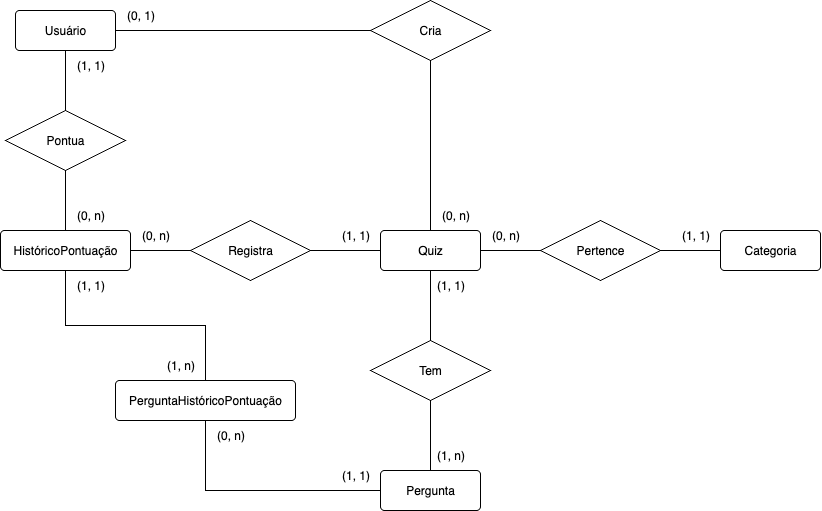 (0, 1)
Usuário
Cria
(1, 1)
Pontua
(0, n)
(0, n)
(0, n)
(1, 1)
(0, n)
(1, 1)
HistóricoPontuação
Registra
Quiz
Pertence
Categoria
(1, 1)
(1, 1)
(1, n)
Tem
PerguntaHistóricoPontuação
(0, n)
(1, n)
(1, 1)
Pergunta